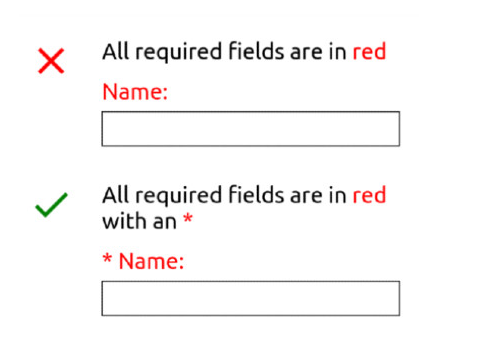 All required fields are in red
Name:
All required fields are in red
with an *
* Name: